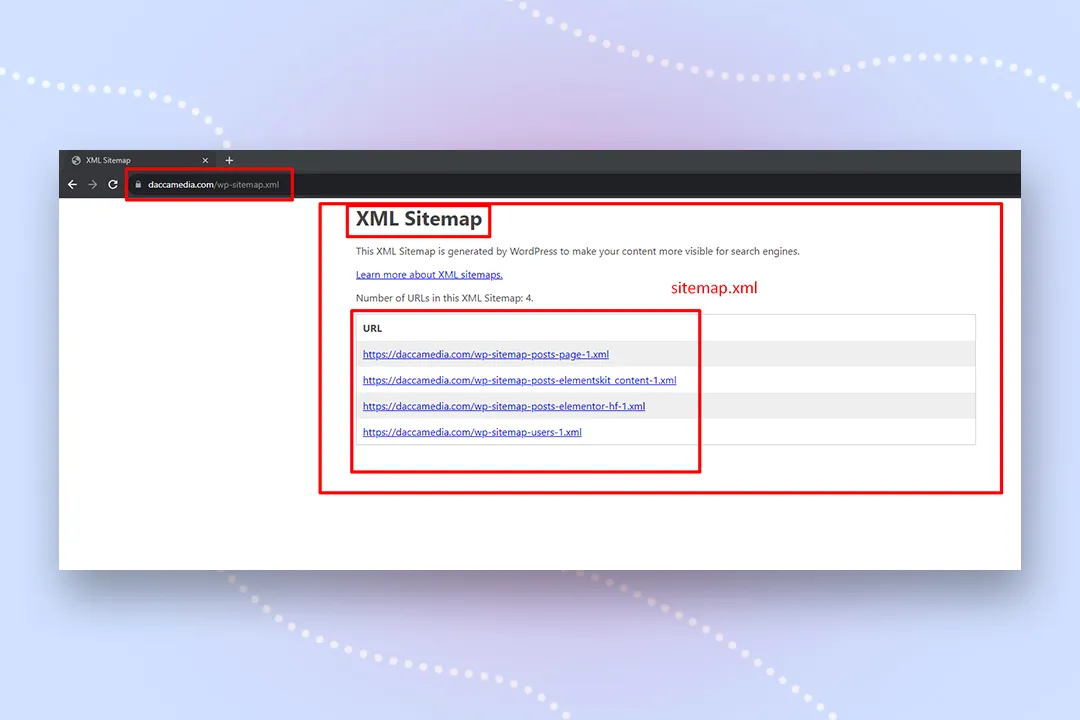 XML Sitemap
daccamedia.com/wp-sitemap.xml
XML Sitemap
This XML Sitemap is generated by WordPress to make your content more visible for search engines.
Learn more about XML sitemaps.
sitemap.xml
Number of URLs in this XML Sitemap: 4.
URL
https://daccamedia.com/wp-sitemap-posts-page-1.xml
https://daccamedia.com/wp-sitemap-posts-elementskit_content-1.xml
https://daccamedia.com/wp-sitemap-posts-elementor-hf-1.xml
https://daccamedia.com/wp-sitemap-users-1.xml